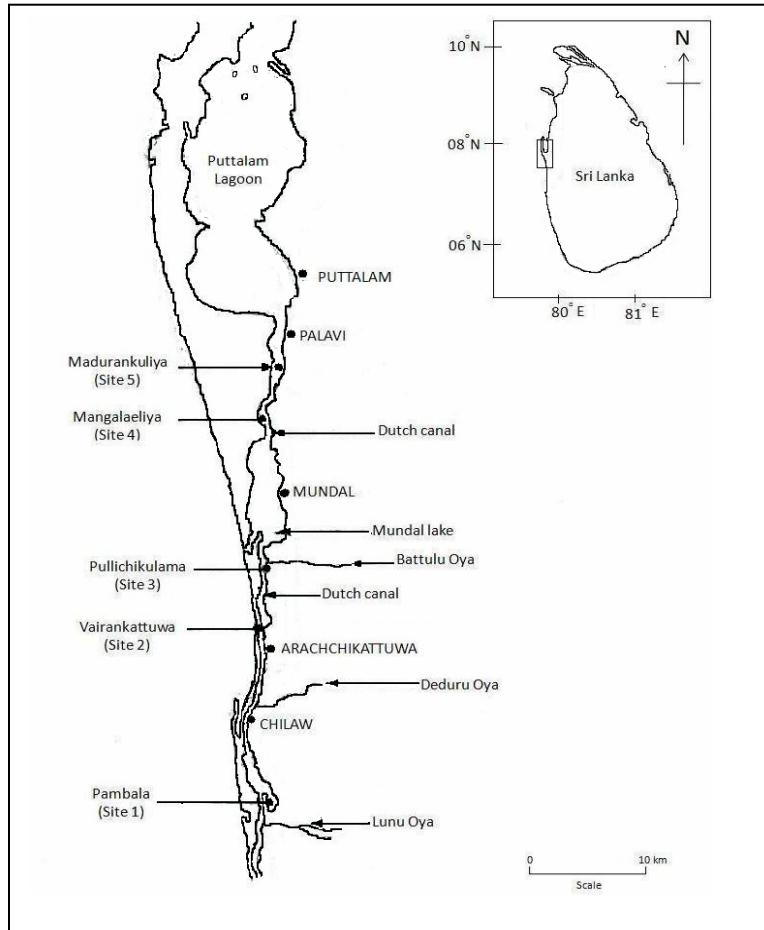 10°N
N
08°N
Sri Lanka
06°N
80°E
81°E
Puttalam
Lagoon
PUTTALAM
PALAVI
Madurankuliya
(Site 5)
Mangalaeliya
(Site 4)
Dutch canal
MUNDAL
Mundal lake
Battulu Oya
Pullichikulama
(Site 3)
Dutch canal
Vairankattuwa
(Site 2)
ARACHCHIKATTUWA
Deduru Oya
CHILAW
Pambala
(Site 1)
Lunu Oya
0
10 km
Scale